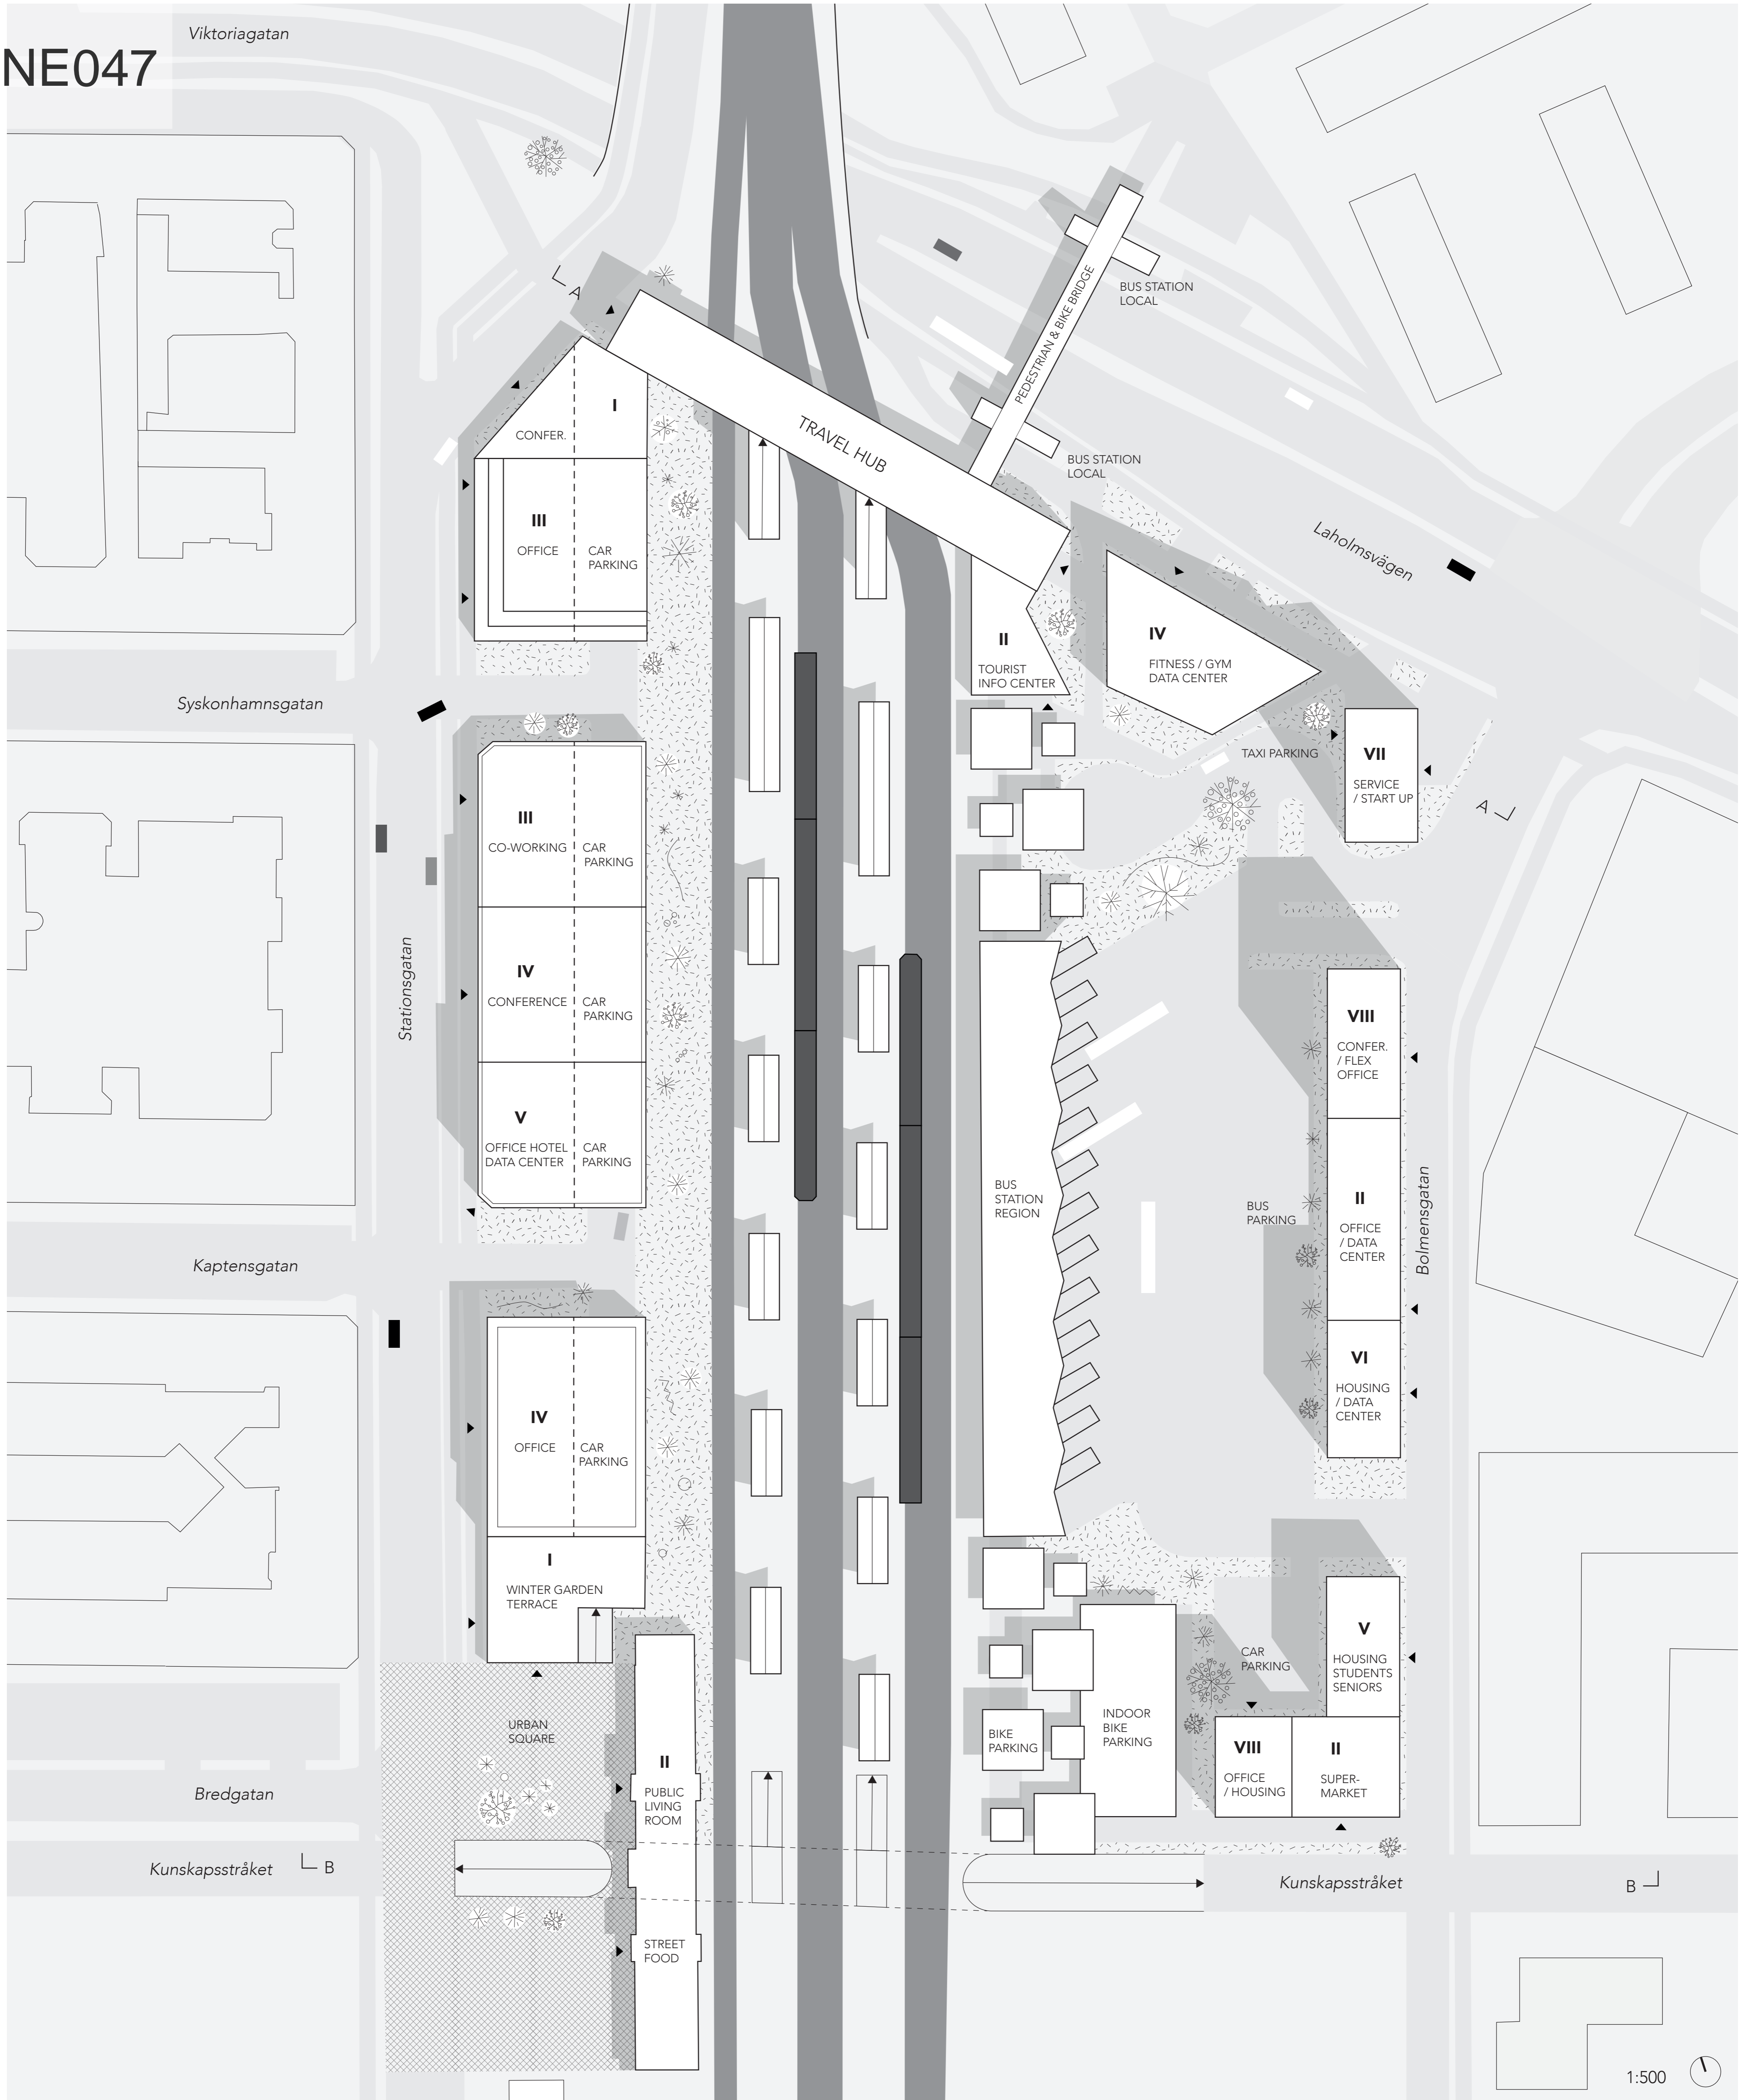 Viktoriagatan
NE047
A
PEDESTRIAN & BIKE BRIDGE
BUS STATION
LOCAL
I
CONFER.
TRAVEL HUB
BUS STATION
LOCAL
III
OFFICE
CAR
PARKING
Laholmsvägen
II
TOURIST
INFO CENTER
IV
FITNESS / GYM
DATA CENTER
Syskonhamnsgatan
TAXI PARKING
VII
SERVICE
/ START UP
A
III
CO-WORKING
CAR
PARKING
Stationsgatan
IV
CONFERENCE
CAR
PARKING
VIII
CONFER.
/ FLEX
OFFICE
V
OFFICE HOTEL
DATA CENTER
CAR
PARKING
BUS
STATION
REGION
BUS
PARKING
II
OFFICE
/ DATA
CENTER
Bolmensgatan
Kaptensgatan
VI
HOUSING
/ DATA
CENTER
IV
OFFICE
CAR
PARKING
I
WINTER GARDEN
TERRACE
V
HOUSING
STUDENTS
SENIORS
CAR
PARKING
URBAN
SQUARE
BIKE
PARKING
INDOOR
BIKE
PARKING
II
PUBLIC
LIVING
ROOM
VIII
OFFICE
/ HOUSING
II
SUPER-
MARKET
Bredgatan
Kunskapsstråket
B
Kunskapsstråket
B
STREET
FOOD
1:500